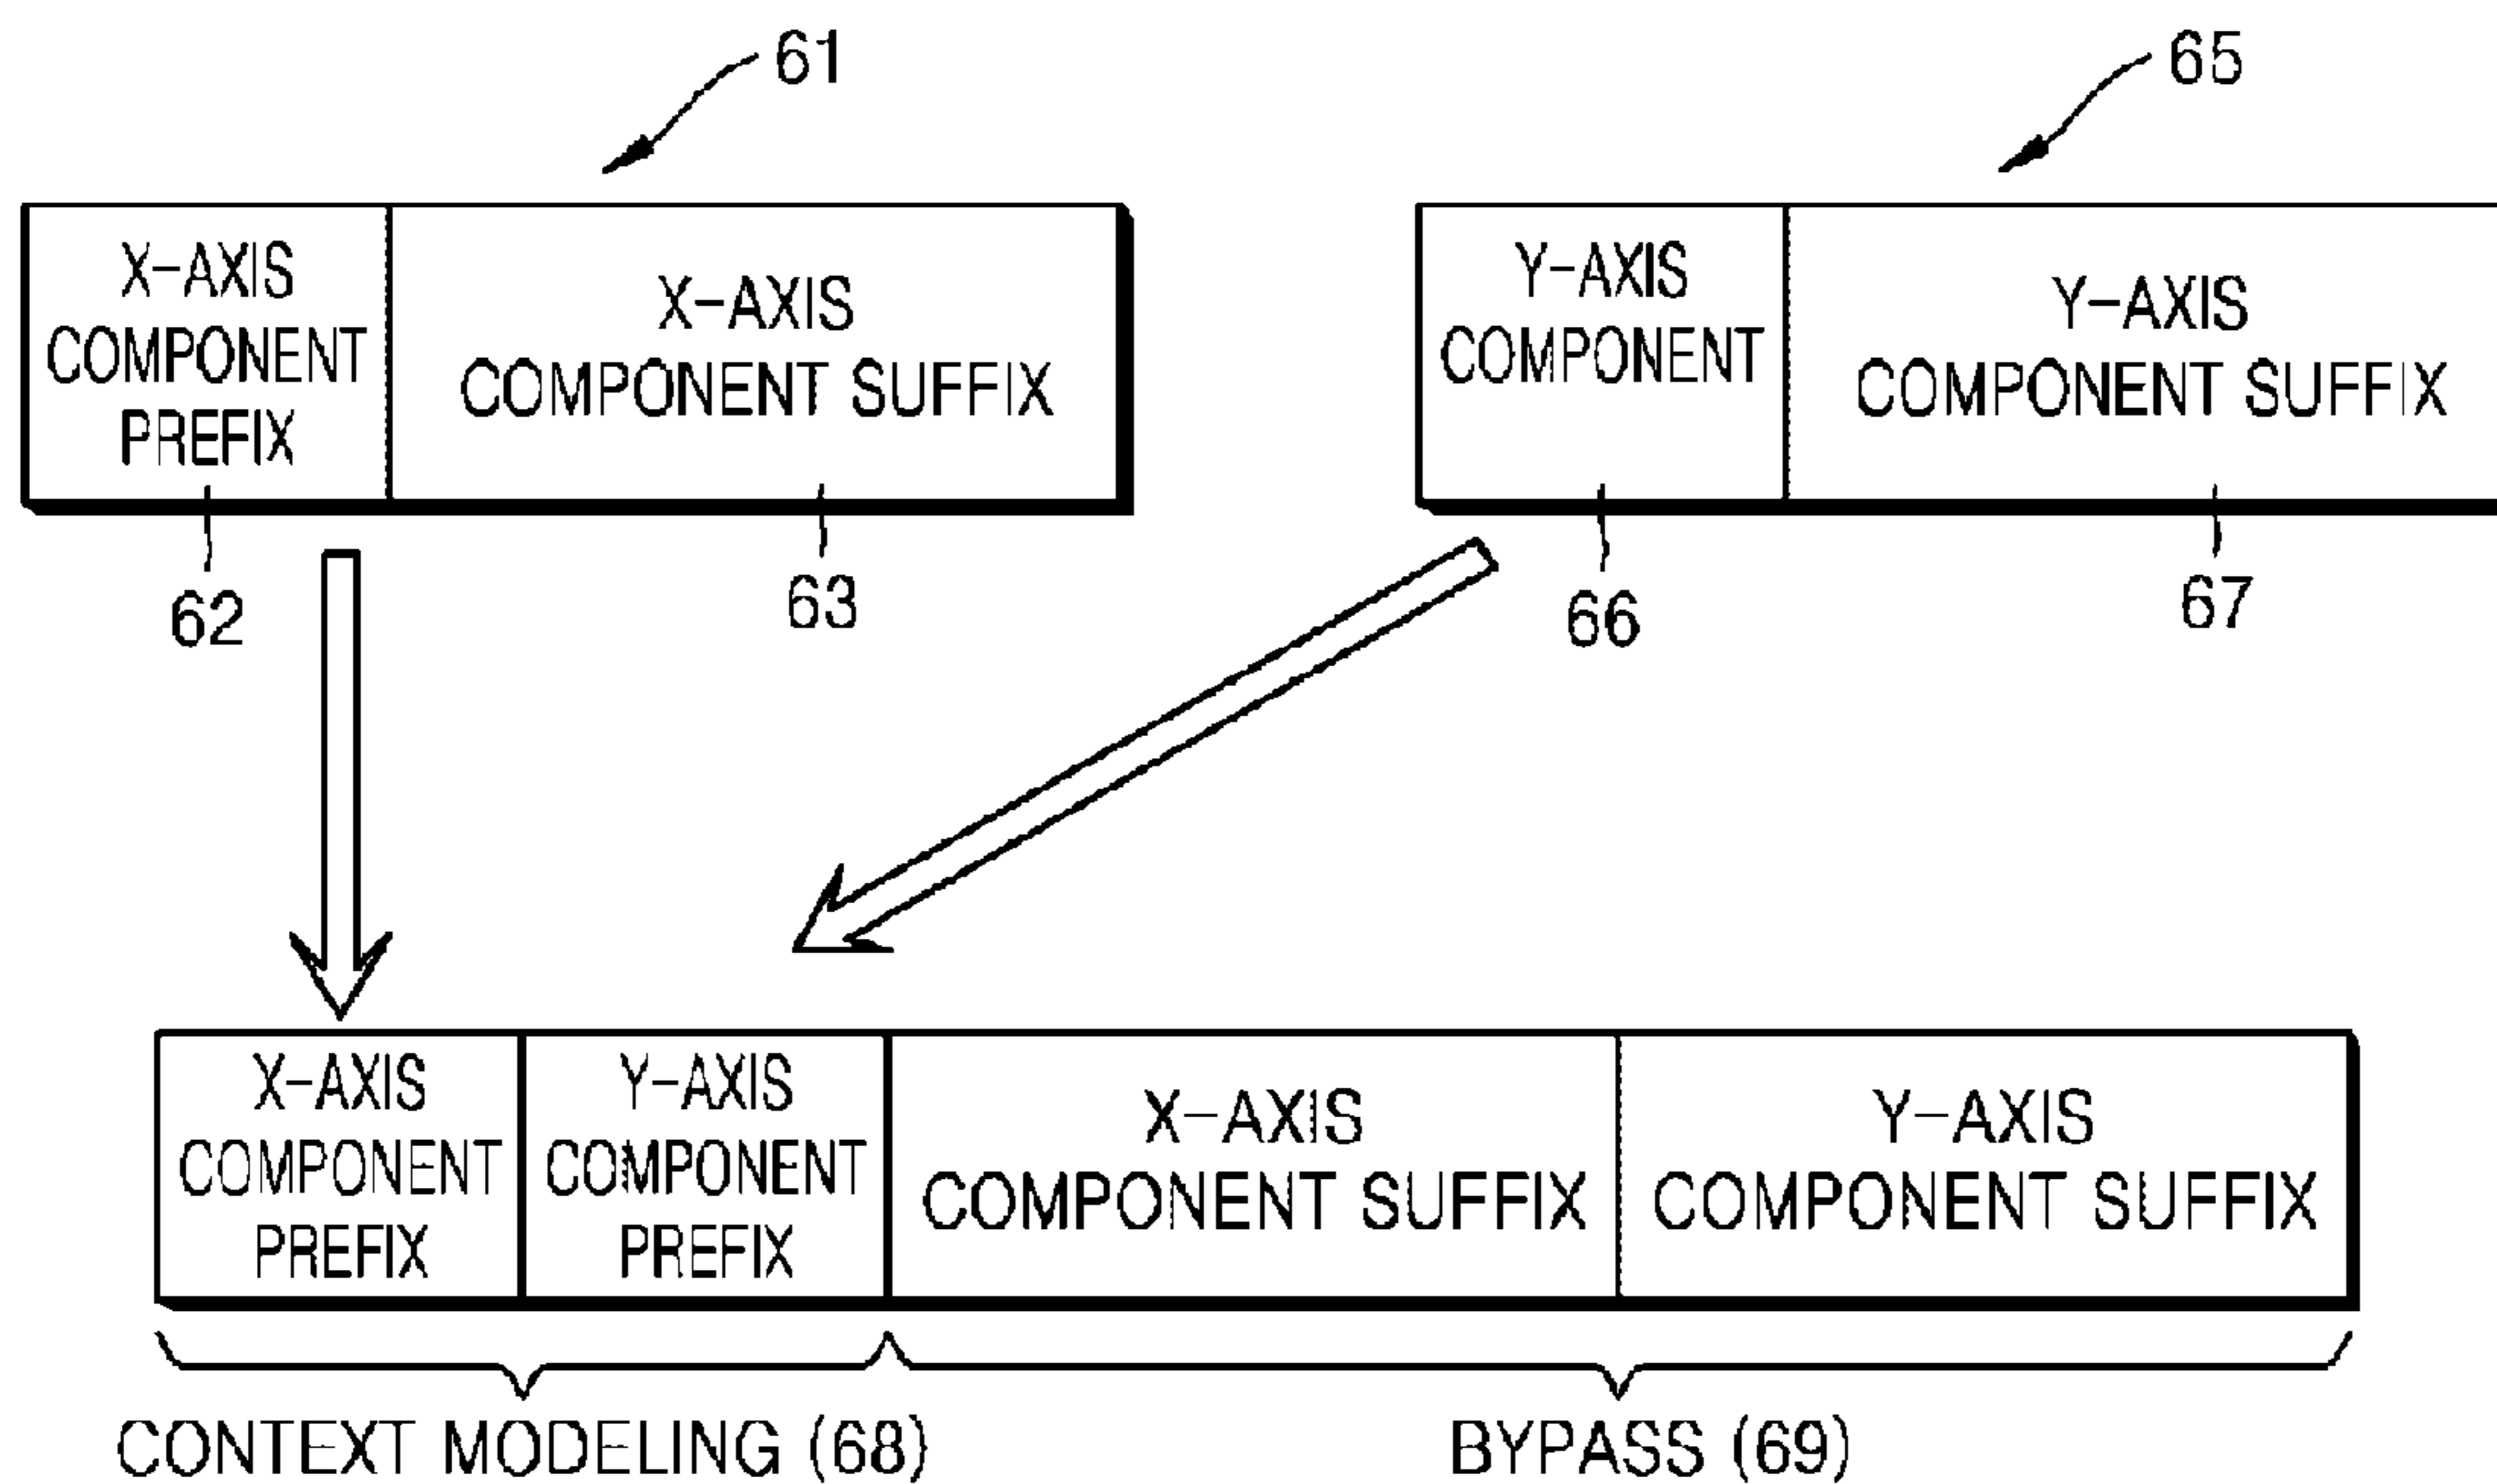 61
65
X-AXIS
COMPONENT
PREFIX
X-AXIS
COMPONENT SUFFIX
Y-AXIS
COMPONENT
Y-AXIS
COMPONENT SUFFIX
62
63
66
67
X-AXIS
COMPONENT
PREFIX
Y-AXIS
COMPONENT
PREFIX
X-AXIS
COMPONENT SUFFIX
Y-AXIS
COMPONENT SUFFIX
CONTEXT MODELING (68)
BYPASS (69)